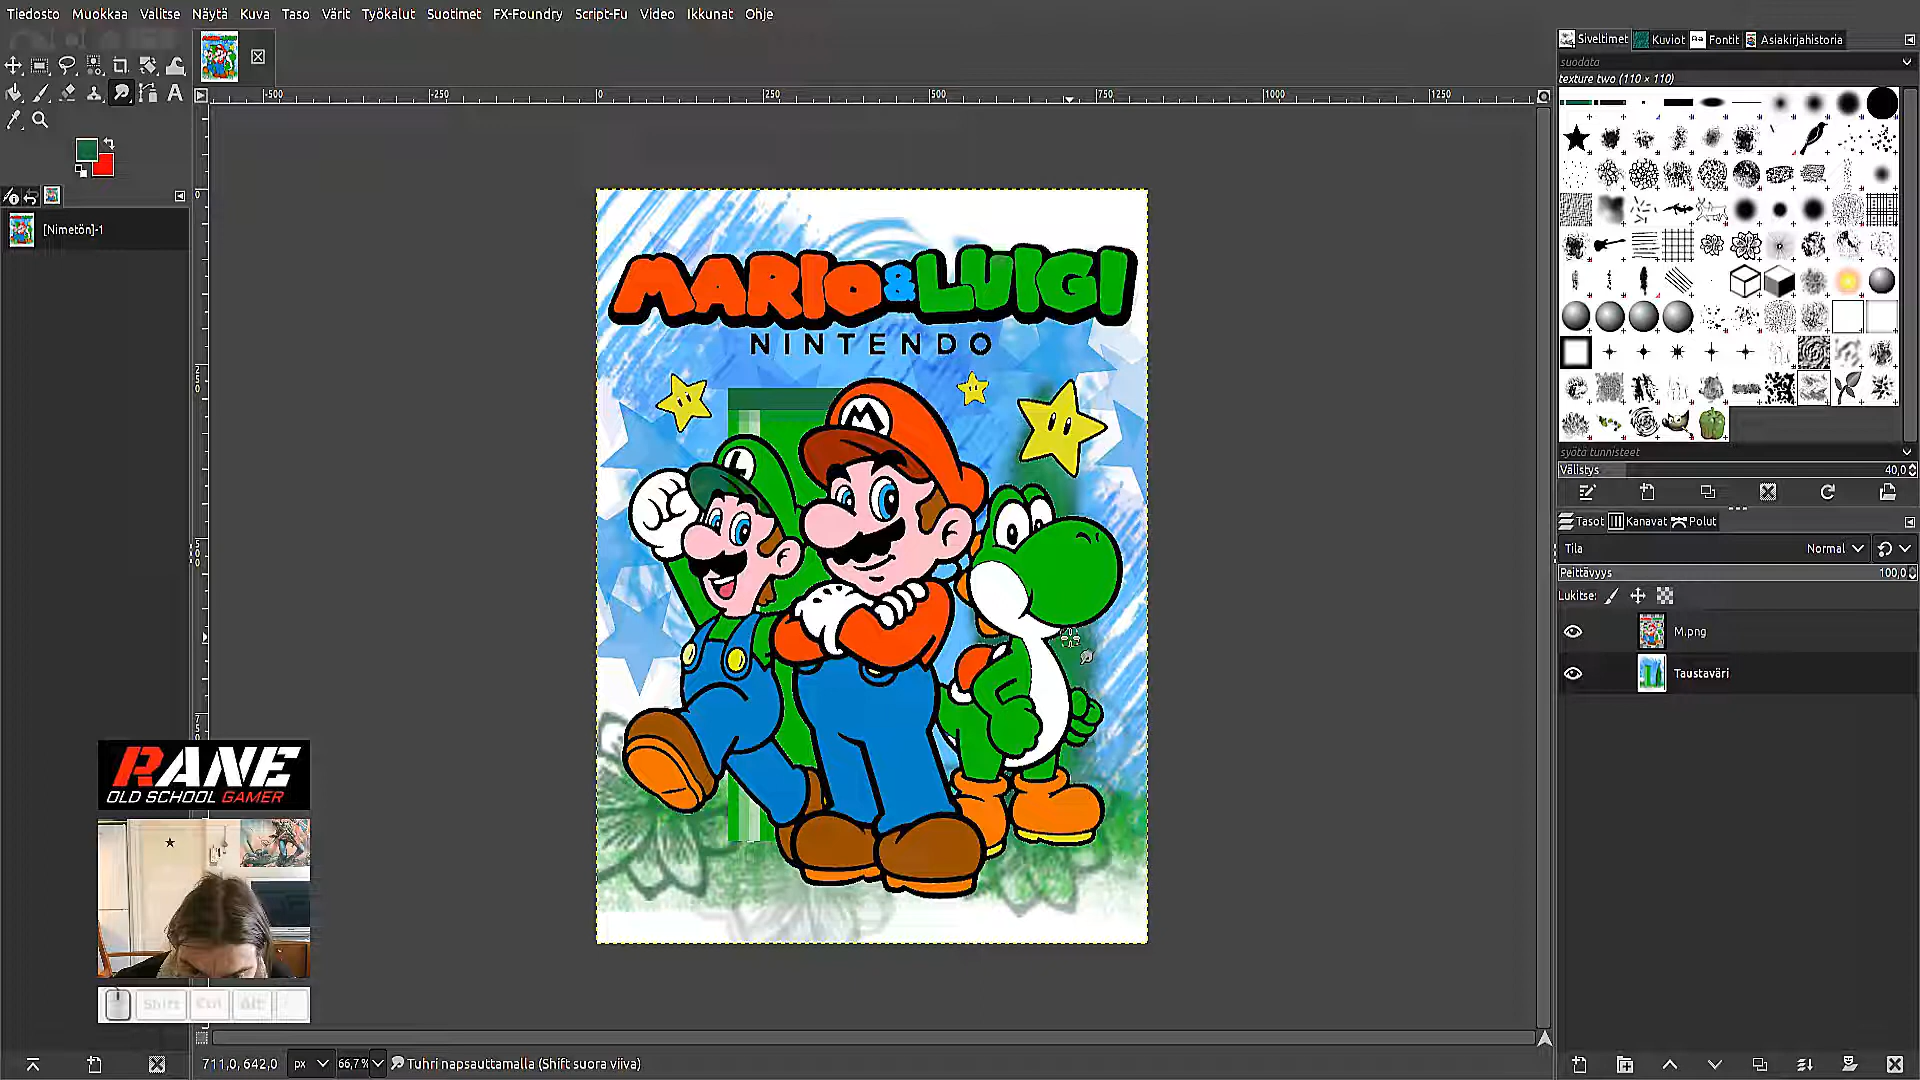 Tiedosto Muokkaa Valitse Näytä Kuva Taso Värit Työkalut Suotimet FX-Foundry Script-Fu Video Ikkunat Ohje
Siveltimet Kuviot Aa Fontit Asiakirjahistoria
suodata
texture two (110 × 110)
-500 -250 0 250 500 750 1000 1250
[Nimetön]-1
MARIO & LUIGI
NINTENDO
M
L
syötä tunnisteet
Välistys 40,0
Tasot Kanavat Polut
Tila Normal
Peittävyys 100,0
Lukitse:
M.png
Taustaväri
RANE
OLD SCHOOL GAMER
Shift Ctrl Alt
711,0, 642,0 px 66,7% Tuhri napsauttamalla (Shift suora viiva)